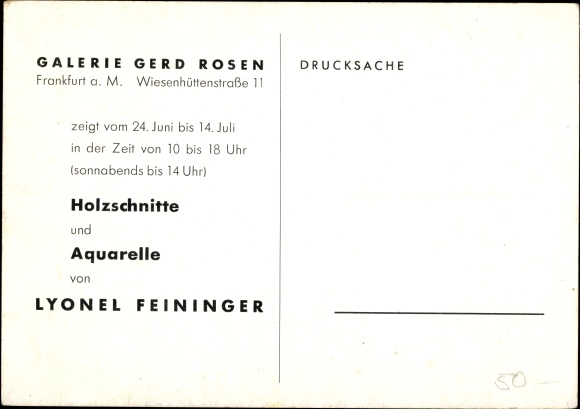 GALERIE GERD ROSEN
Frankfurt a. M. Wiesenhüttenstraße 11
zeigt vom 24. Juni bis 14. Juli
in der Zeit von 10 bis 18 Uhr
(sonnabends bis 14 Uhr)
Holzschnitte
und
Aquarelle
von
LYONEL FEININGER
DRUCKSACHE
50 —